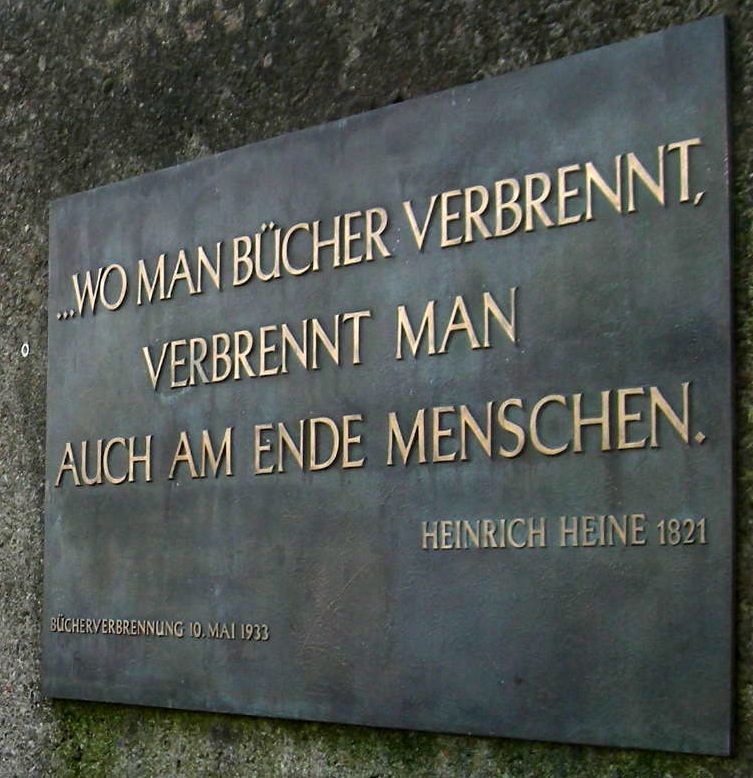 ...WO MAN BÜCHER VERBRENNT,
VERBRENNT MAN
AUCH AM ENDE MENSCHEN.
HEINRICH HEINE 1821
BÜCHERVERBRENNUNG 10. MAI 1933